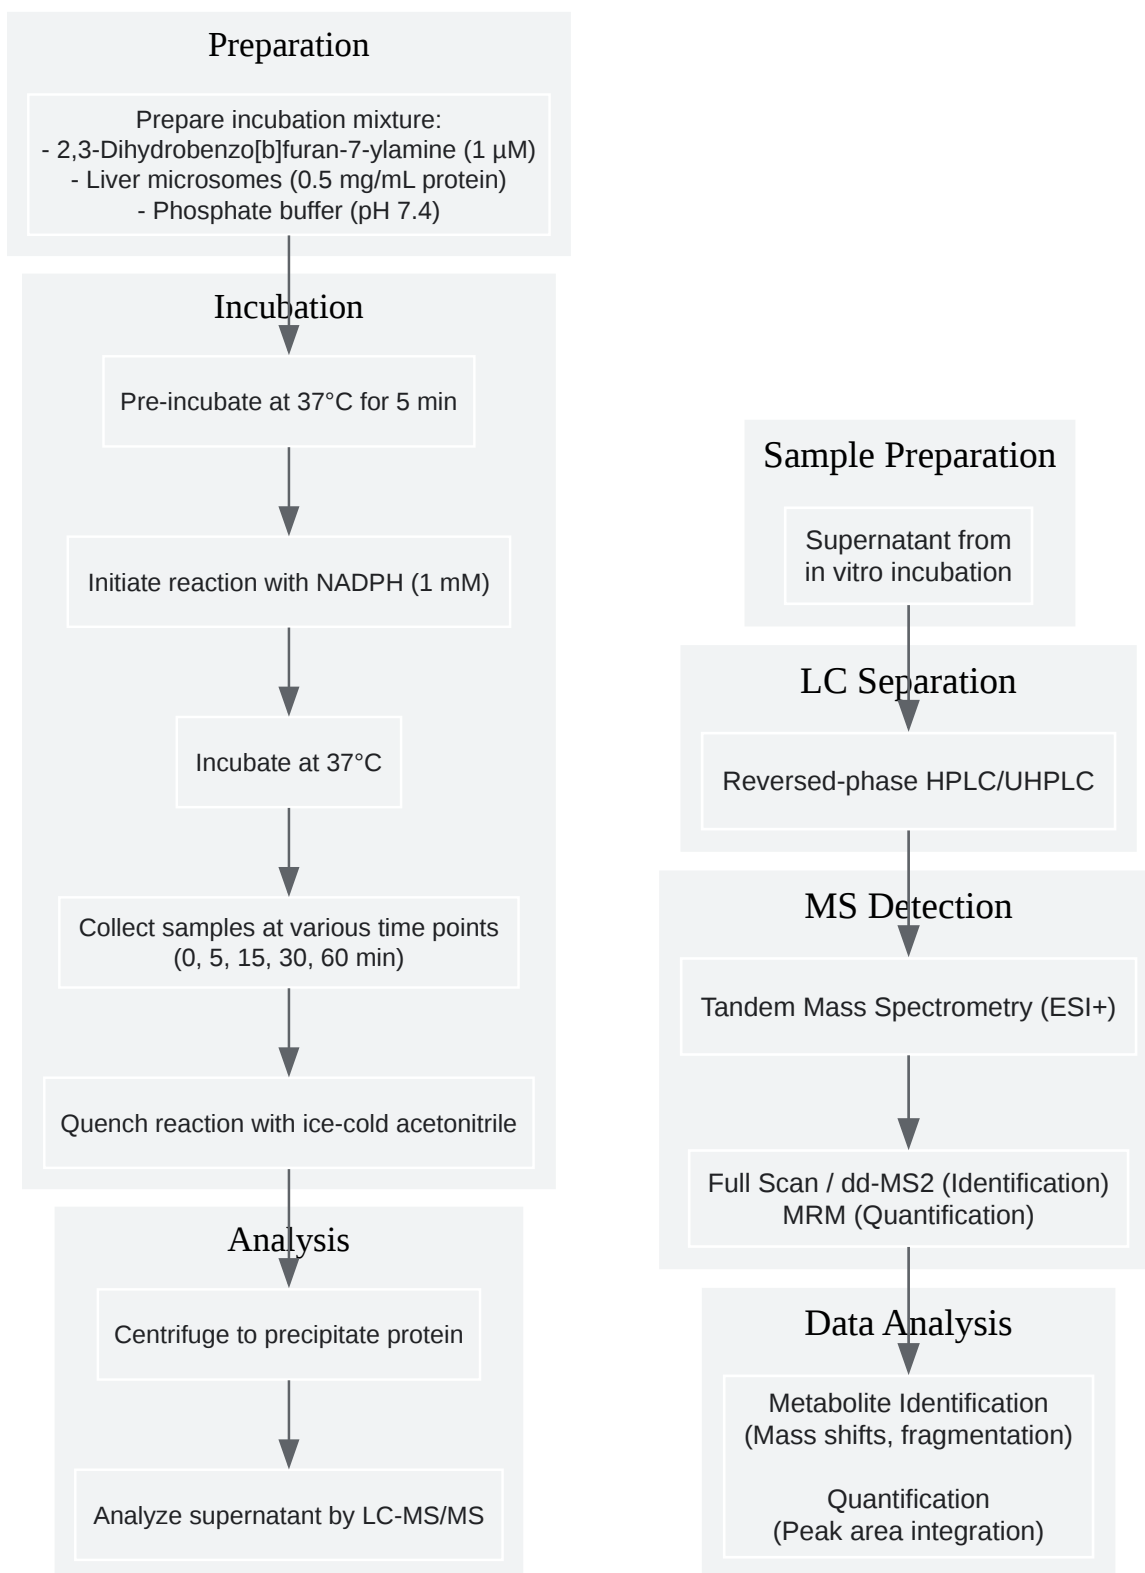 Preparation
Prepare incubation mixture:
- 2,3-Dihydrobenzo[b]furan-7-ylamine (1 µM)
- Liver microsomes (0.5 mg/mL protein)
- Phosphate buffer (pH 7.4)
Incubation
Pre-incubate at 37°C for 5 min
Initiate reaction with NADPH (1 mM)
Incubate at 37°C
Collect samples at various time points
(0, 5, 15, 30, 60 min)
Quench reaction with ice-cold acetonitrile
Analysis
Centrifuge to precipitate protein
Analyze supernatant by LC-MS/MS
Sample Preparation
Supernatant from
in vitro incubation
LC Separation
Reversed-phase HPLC/UHPLC
MS Detection
Tandem Mass Spectrometry (ESI+)
Full Scan / dd-MS2 (Identification)
MRM (Quantification)
Data Analysis
Metabolite Identification
(Mass shifts, fragmentation)
Quantification
(Peak area integration)